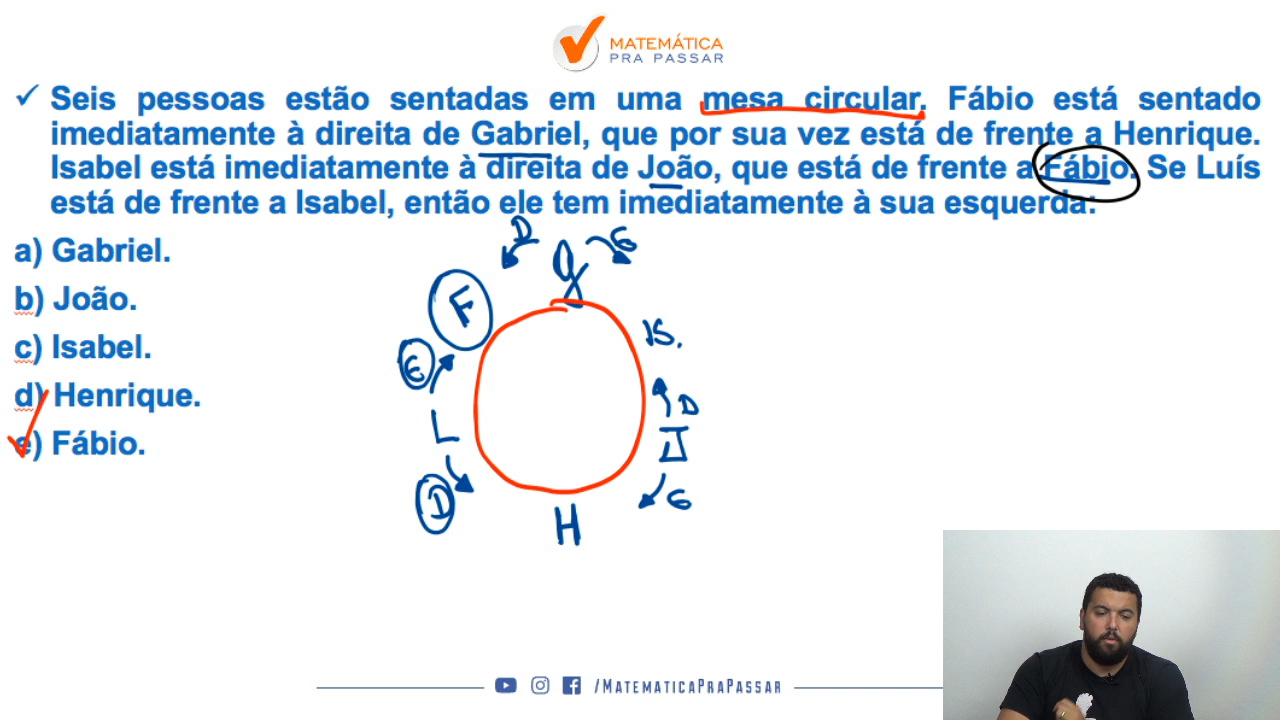 MATEMÁTICA
PRA PASSAR
✓ Seis pessoas estão sentadas em uma mesa circular. Fábio está sentado
imediatamente à direita de Gabriel, que por sua vez está de frente a Henrique.
Isabel está imediatamente à direita de João, que está de frente a Fábio. Se Luís
está de frente a Isabel, então ele tem imediatamente à sua esquerda:
a) Gabriel.
b) João.
c) Isabel.
d) Henrique.
e) Fábio.
D
G
E
F
IS.
E
D
L
J
D
E
H
/MATEMATICAPRAPASSAR